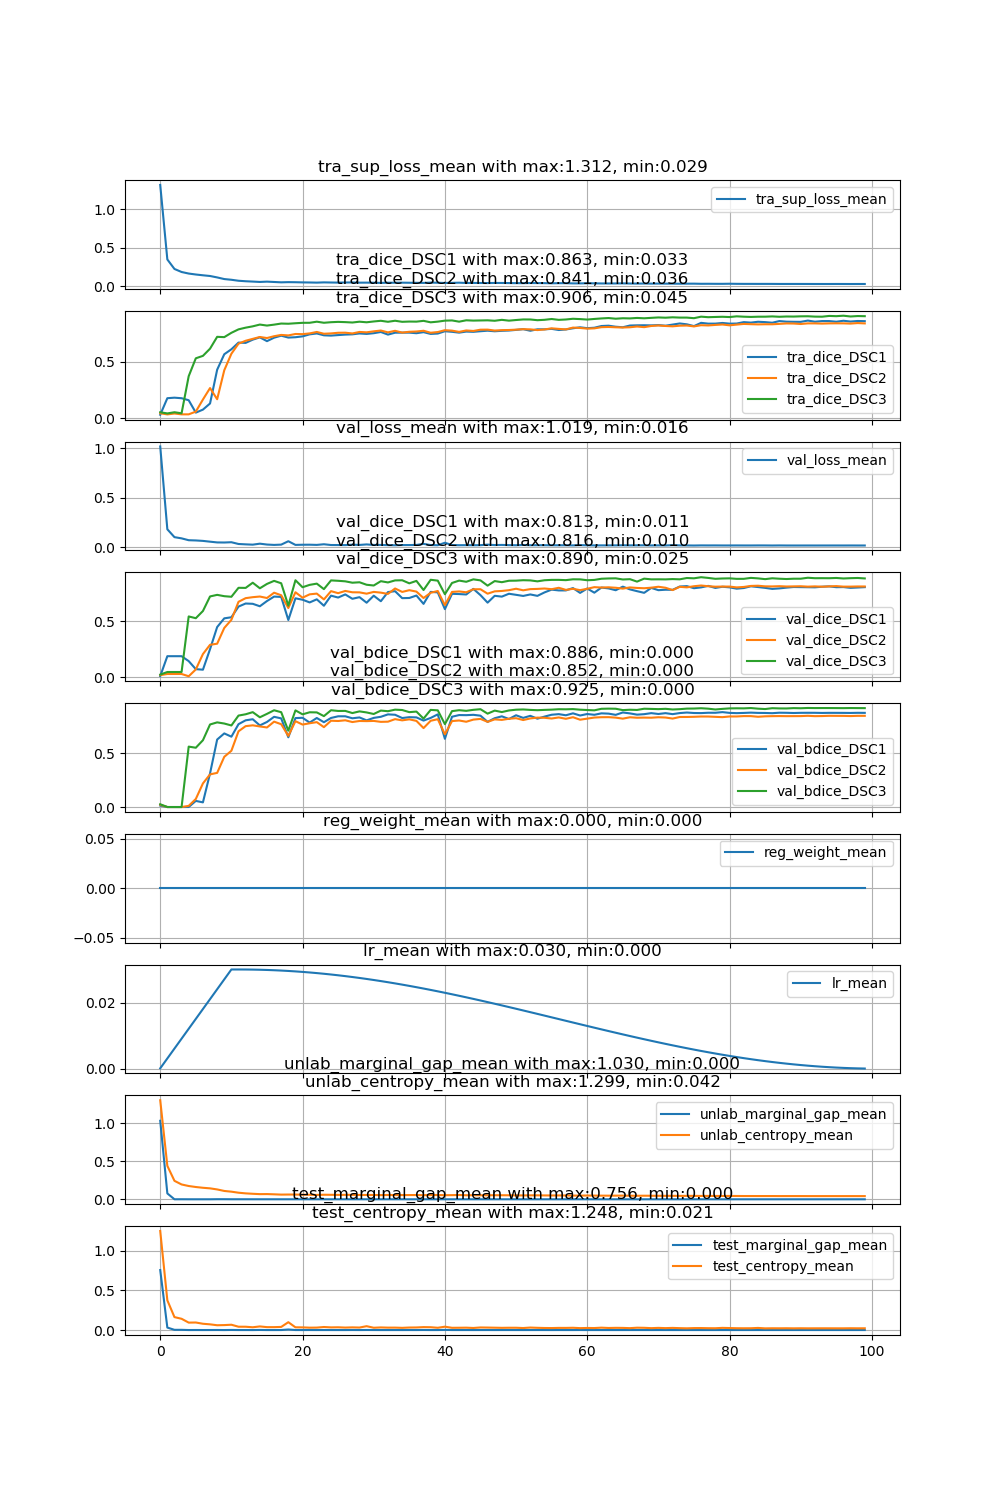 tra_sup_loss_mean with max:1.312, min:0.029
1.0
0.5
0.0
tra_sup_loss_mean
tra_dice_DSC1 with max:0.863, min:0.033
tra_dice_DSC2 with max:0.841, min:0.036
tra_dice_DSC3 with max:0.906, min:0.045
0.5
0.0
tra_dice_DSC1
tra_dice_DSC2
tra_dice_DSC3
val_loss_mean with max:1.019, min:0.016
1.0
0.5
0.0
val_loss_mean
val_dice_DSC1 with max:0.813, min:0.011
val_dice_DSC2 with max:0.816, min:0.010
val_dice_DSC3 with max:0.890, min:0.025
0.5
0.0
val_dice_DSC1
val_dice_DSC2
val_dice_DSC3
val_bdice_DSC1 with max:0.886, min:0.000
val_bdice_DSC2 with max:0.852, min:0.000
val_bdice_DSC3 with max:0.925, min:0.000
0.5
0.0
val_bdice_DSC1
val_bdice_DSC2
val_bdice_DSC3
reg_weight_mean with max:0.000, min:0.000
0.05
0.00
−0.05
reg_weight_mean
lr_mean with max:0.030, min:0.000
0.02
0.00
lr_mean
unlab_marginal_gap_mean with max:1.030, min:0.000
unlab_centropy_mean with max:1.299, min:0.042
1.0
0.5
0.0
unlab_marginal_gap_mean
unlab_centropy_mean
test_marginal_gap_mean with max:0.756, min:0.000
test_centropy_mean with max:1.248, min:0.021
1.0
0.5
0.0
test_marginal_gap_mean
test_centropy_mean
0 20 40 60 80 100